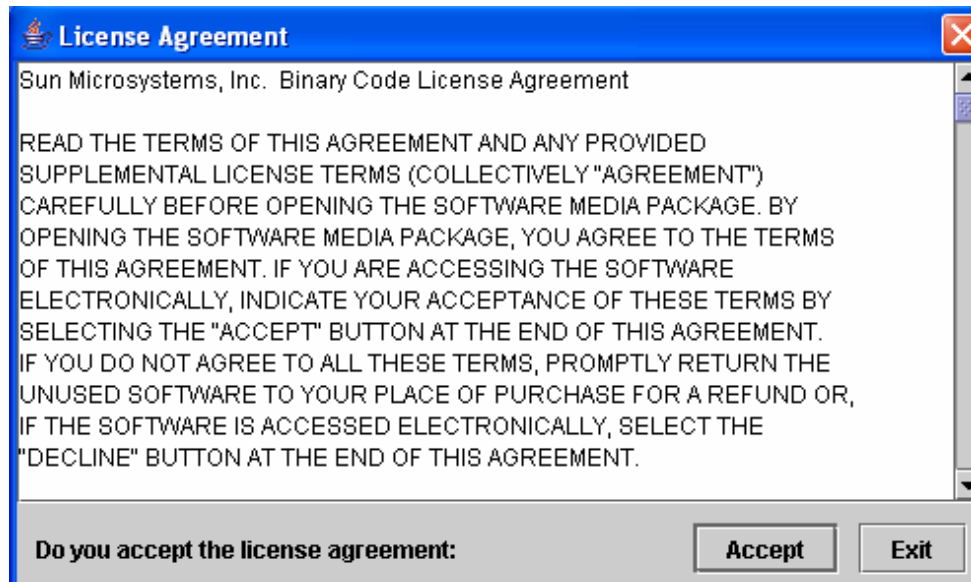 License Agreement
Sun Microsystems, Inc.  Binary Code License Agreement
READ THE TERMS OF THIS AGREEMENT AND ANY PROVIDED
SUPPLEMENTAL LICENSE TERMS (COLLECTIVELY "AGREEMENT")
CAREFULLY BEFORE OPENING THE SOFTWARE MEDIA PACKAGE. BY
OPENING THE SOFTWARE MEDIA PACKAGE, YOU AGREE TO THE TERMS
OF THIS AGREEMENT. IF YOU ARE ACCESSING THE SOFTWARE
ELECTRONICALLY, INDICATE YOUR ACCEPTANCE OF THESE TERMS BY
SELECTING THE "ACCEPT" BUTTON AT THE END OF THIS AGREEMENT.
IF YOU DO NOT AGREE TO ALL THESE TERMS, PROMPTLY RETURN THE
UNUSED SOFTWARE TO YOUR PLACE OF PURCHASE FOR A REFUND OR,
IF THE SOFTWARE IS ACCESSED ELECTRONICALLY, SELECT THE
"DECLINE" BUTTON AT THE END OF THIS AGREEMENT.
Do you accept the license agreement: Accept Exit